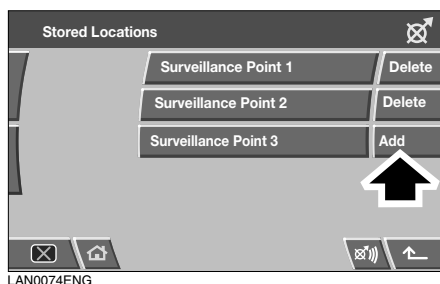 Stored Locations
Surveillance Point 1 Delete
Surveillance Point 2 Delete
Surveillance Point 3 Add
LAN0074ENG